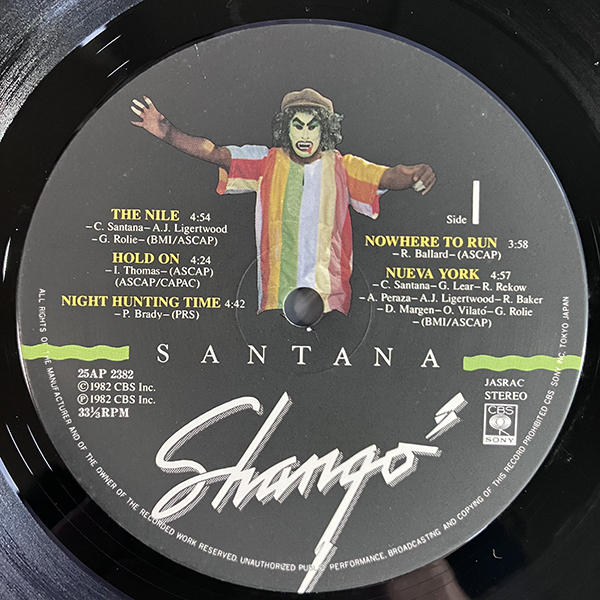 THE NILE 4:54
–C. Santana–A.J. Ligertwood
–G. Rolie–(BMI/ASCAP)
HOLD ON 4:24
–I. Thomas–(ASCAP)
(ASCAP/CAPAC)
NIGHT HUNTING TIME 4:42
–P. Brady–(PRS)
Side 1
NOWHERE TO RUN 3:58
–R. Ballard–(ASCAP)
NUEVA YORK 4:57
–C. Santana–G. Lear–R. Rekow
–A. Peraza–A.J. Ligertwood–R. Baker
–D. Margen–O. Vilató–G. Rolie
–(BMI/ASCAP)
SANTANA
25AP 2382
©1982 CBS Inc.
℗1982 CBS Inc.
33⅓RPM
JASRAC
STEREO
CBS
SONY
Shangó
ALL RIGHTS OF THE MANUFACTURER AND OF THE OWNER OF THE RECORDED WORK RESERVED. UNAUTHORIZED PUBLIC PERFORMANCE, BROADCASTING AND COPYING OF THIS RECORD PROHIBITED CBS SONY INC. TOKYO JAPAN